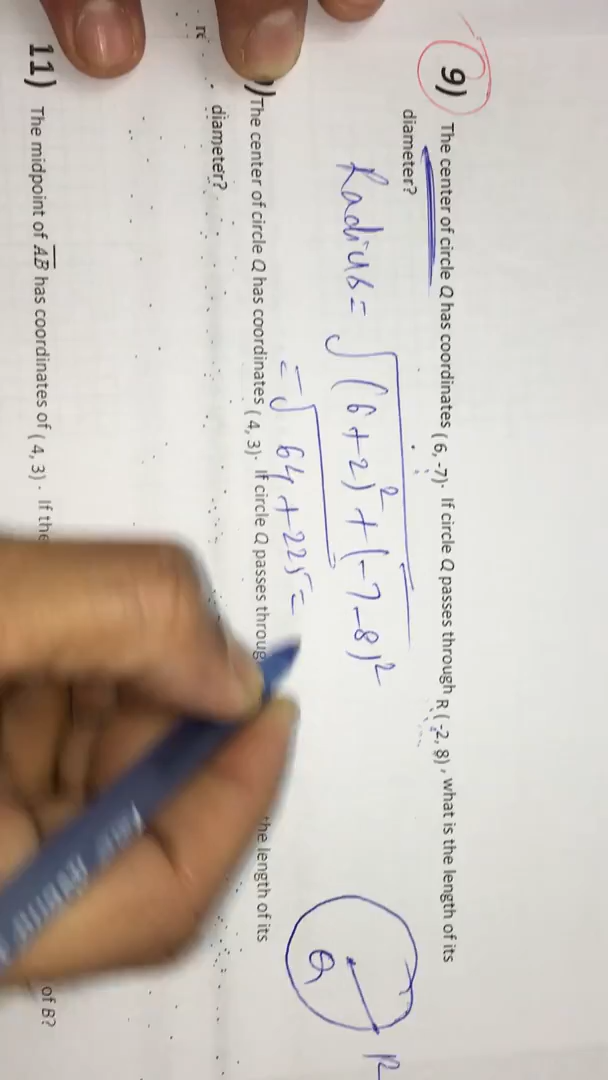 9) The center of circle Q has coordinates (6, -7). If circle Q passes through R (-2, 8), what is the length of its
diameter?
Radius = √(6+2)² + (-7-8)²
= √64 + 225 =
Q
R
) The center of circle Q has coordinates (4, 3). If circle Q passes the length of its
diameter?
11) The midpoint of AB has coordinates of (4, 3). If the of B?